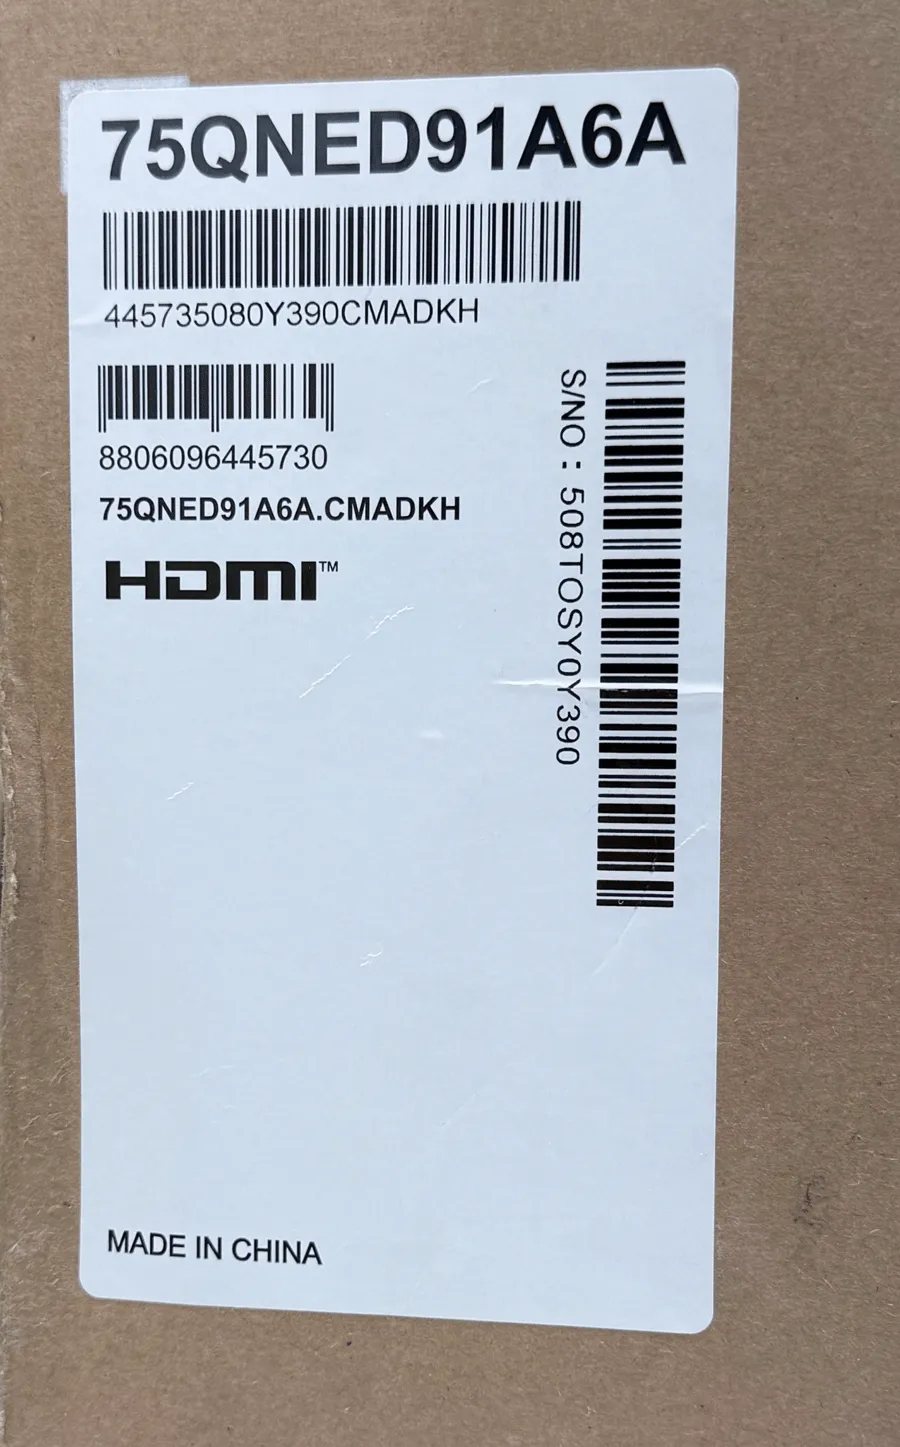 75QNED91A6A
445735080Y390CMADKH
8806096445730
75QNED91A6A.CMADKH
HDMI™
S/NO : 508TOSY0Y390
MADE IN CHINA